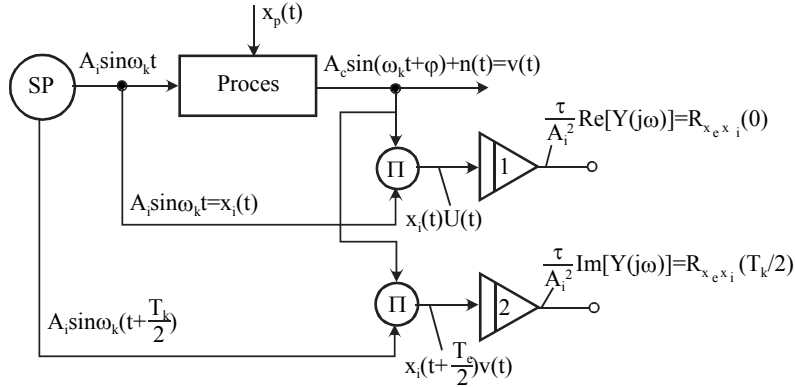 x_p(t)
A_i sinω_k t
A_c sin(ω_k t+φ)+n(t)=v(t)
SP
Proces
τ/A_i² Re[Y(jω)]=R_{x_e x_i}(0)
Π
1
A_i sinω_k t=x_i(t)
x_i(t)U(t)
τ/A_i² Im[Y(jω)]=R_{x_e x_i}(T_k/2)
A_i sinω_k(t+T_k/2)
Π
2
x_i(t+T_e/2)v(t)